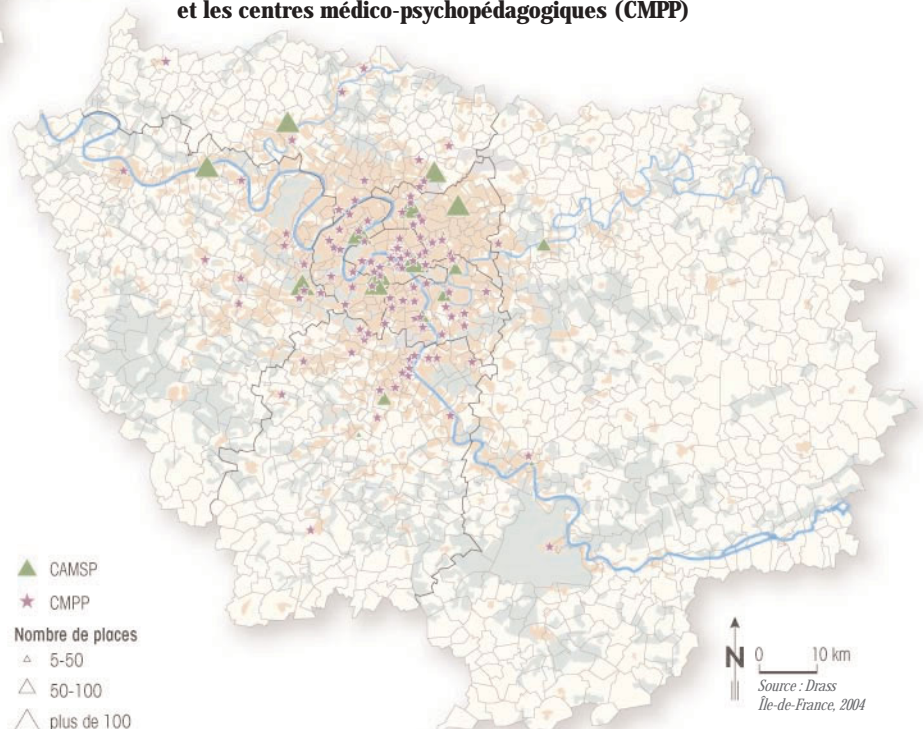 et les centres médico-psychopédagogiques (CMPP)
CAMSP
CMPP
Nombre de places
5-50
50-100
plus de 100
N
0 10 km
Source : Drass
Île-de-France, 2004